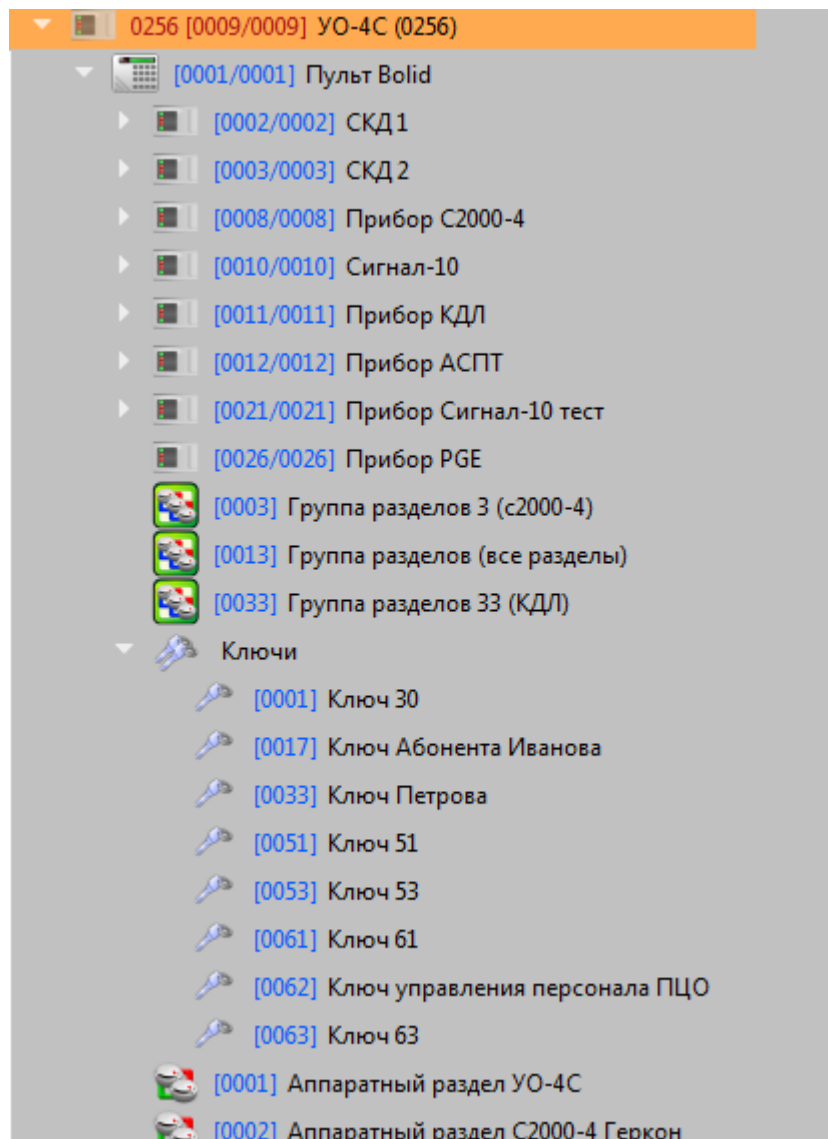 0256 [0009/0009] УО-4С (0256)
[0001/0001] Пульт Bolid
[0002/0002] СКД 1
[0003/0003] СКД 2
[0008/0008] Прибор С2000-4
[0010/0010] Сигнал-10
[0011/0011] Прибор КДЛ
[0012/0012] Прибор АСПТ
[0021/0021] Прибор Сигнал-10 тест
[0026/0026] Прибор PGE
[0003] Группа разделов 3 (с2000-4)
[0013] Группа разделов (все разделы)
[0033] Группа разделов 33 (КДЛ)
Ключи
[0001] Ключ 30
[0017] Ключ Абонента Иванова
[0033] Ключ Петрова
[0051] Ключ 51
[0053] Ключ 53
[0061] Ключ 61
[0062] Ключ управления персонала ПЦО
[0063] Ключ 63
[0001] Аппаратный раздел УО-4С
[0002] Аппаратный раздел С2000-4 Геркон